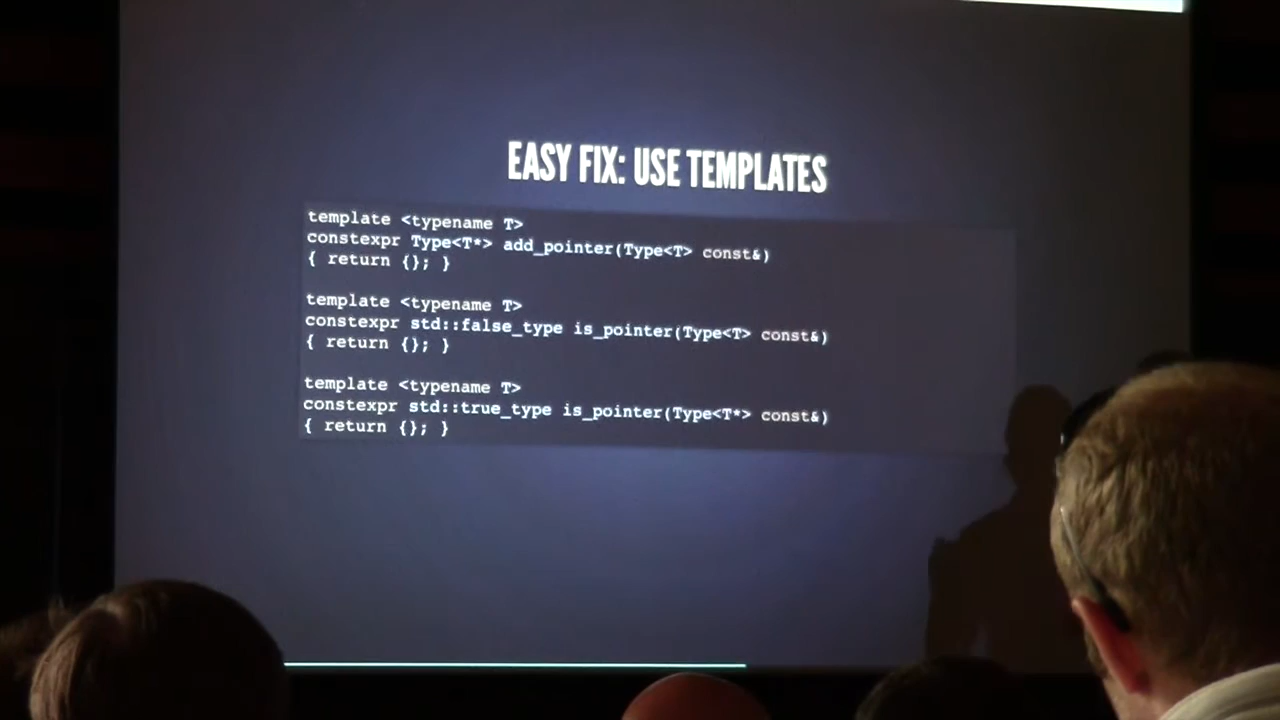 EASY FIX: USE TEMPLATES
template <typename T>
constexpr Type<T*> add_pointer(Type<T> const&)
{ return {}; }
template <typename T>
constexpr std::false_type is_pointer(Type<T> const&)
{ return {}; }
template <typename T>
constexpr std::true_type is_pointer(Type<T*> const&)
{ return {}; }